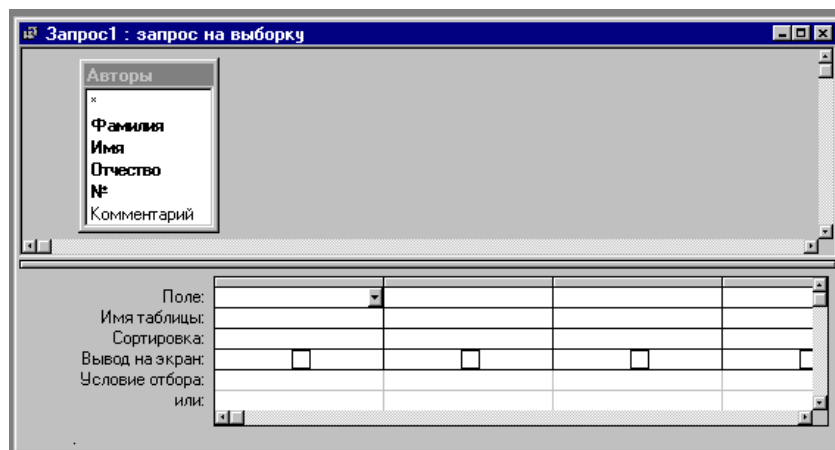 Запрос1 : запрос на выборку
Авторы
*
Фамилия
Имя
Отчество
№
Комментарий
Поле:
Имя таблицы:
Сортировка:
Вывод на экран:
Условие отбора:
или: